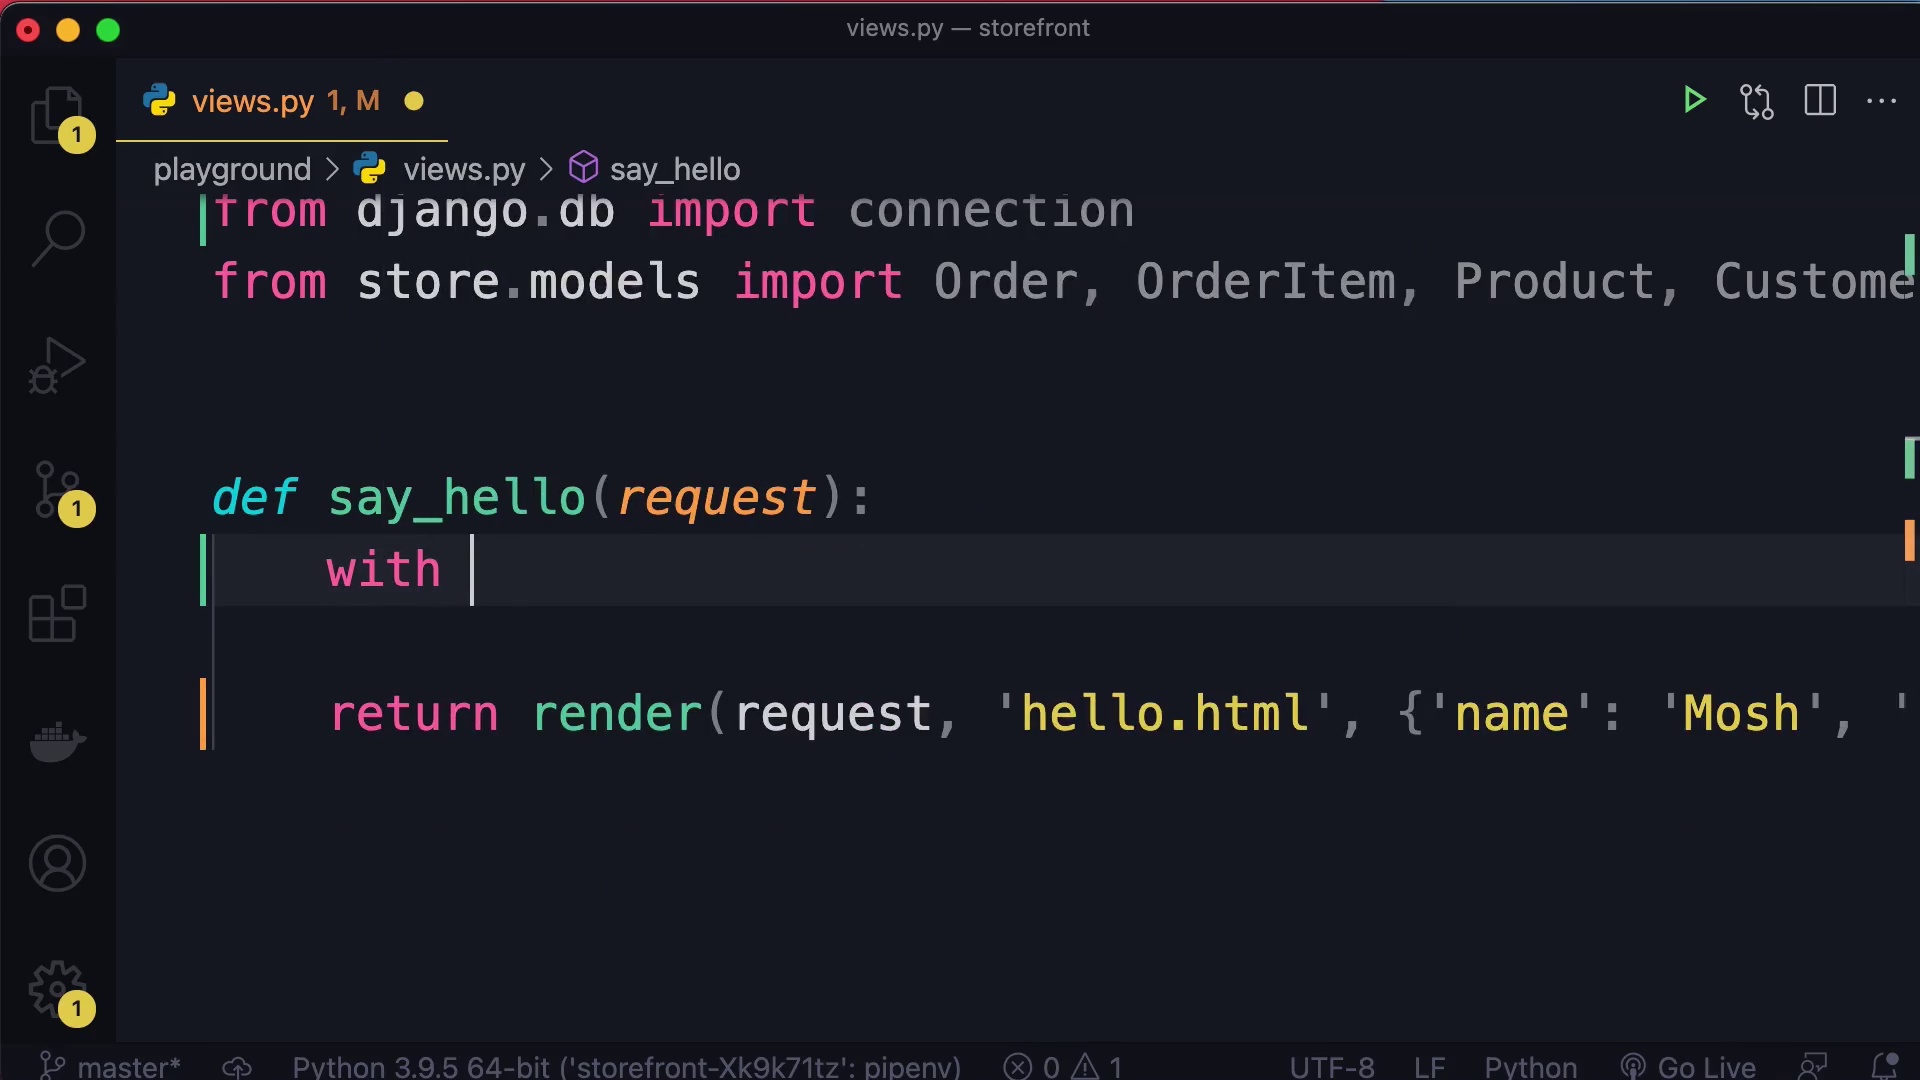 views.py — storefront
views.py 1, M
1
playground > views.py > say_hello
from django.db import connection
from store.models import Order, OrderItem, Product, Custome
def say_hello(request):
with
1
return render(request, 'hello.html', {'name': 'Mosh', '
1
master* Python 3.9.5 64-bit ('storefront-Xk9k71tz': pipenv) 0 1 UTF-8 LF Python Go Live